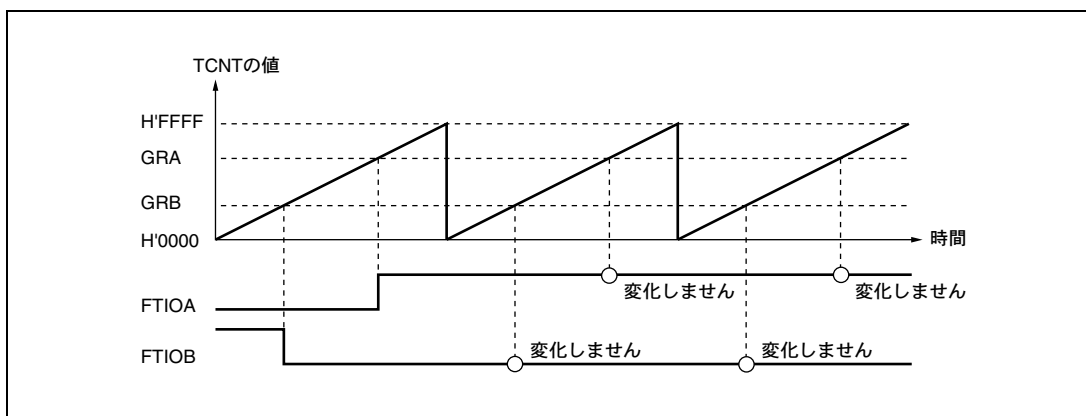 TCNTの値
H'FFFF
GRA
GRB
H'0000
時間
FTIOA
変化しません
変化しません
FTIOB
変化しません
変化しません